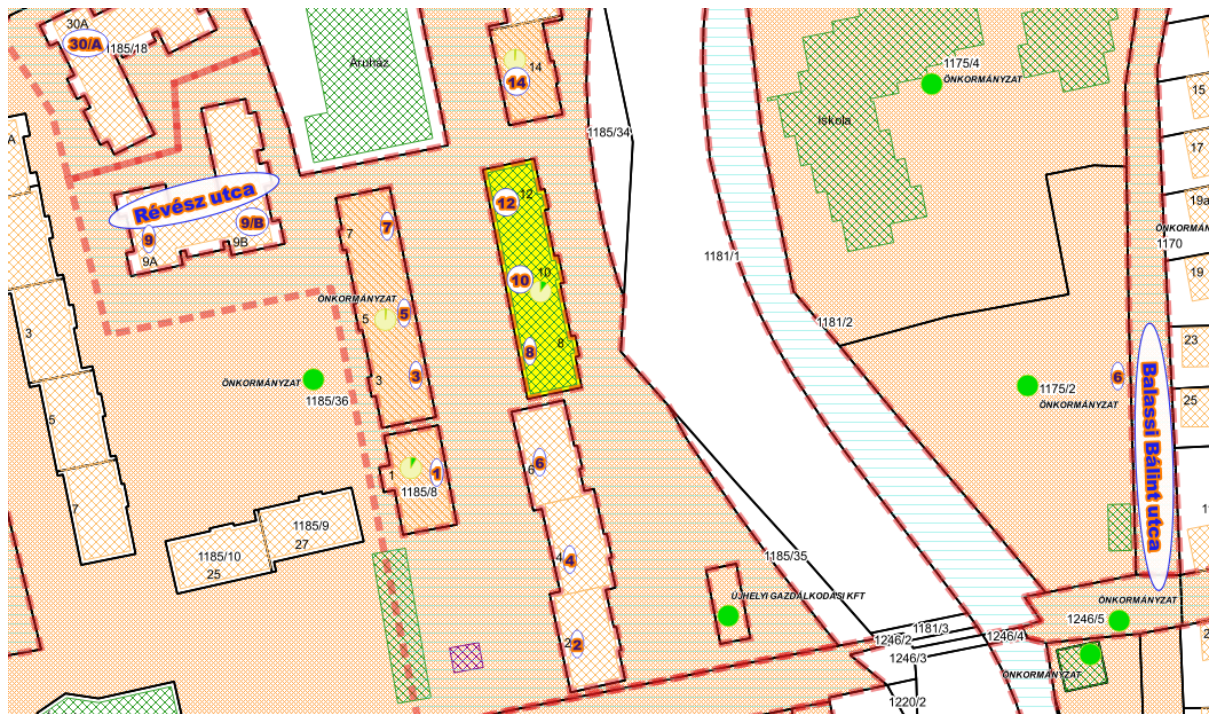 30A
30/A
1185/18
Áruház
14
14
1185/34
1175/4
ÖNKORMÁNYZAT
Iskola
15
17
19a
1170
19
A
Révész utca
9
9/B
9B
9A
7
7
12
12
10
10
1181/1
1181/2
ÖNKORMÁNYZAT
5
5
3
3
8
8
3
ÖNKORMÁNYZAT
1185/36
1175/2
ÖNKORMÁNYZAT
6
23
25
Balassi Bálint utca
5
7
1
1
1185/8
6
6
1185/9
27
1185/10
25
4
4
2
2
1185/35
ÚJHELYI GAZDÁLKODÁSI KFT
1181/3
1246/2
1246/4
1246/3
1220/2
ÖNKORMÁNYZAT
1246/5
ÖNKORMÁNYZAT